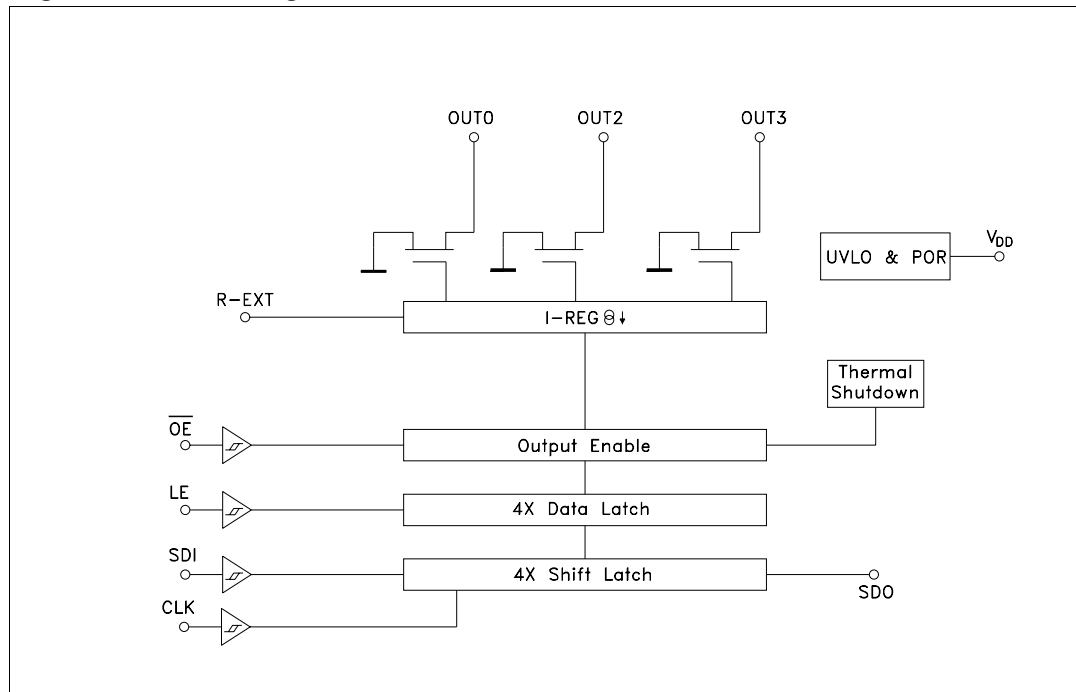 OUT0 OUT2 OUT3
UVLO & POR
VDD
R-EXT
I-REG
Thermal
Shutdown
OE
Output Enable
LE
4X Data Latch
SDI
4X Shift Latch
SDO
CLK